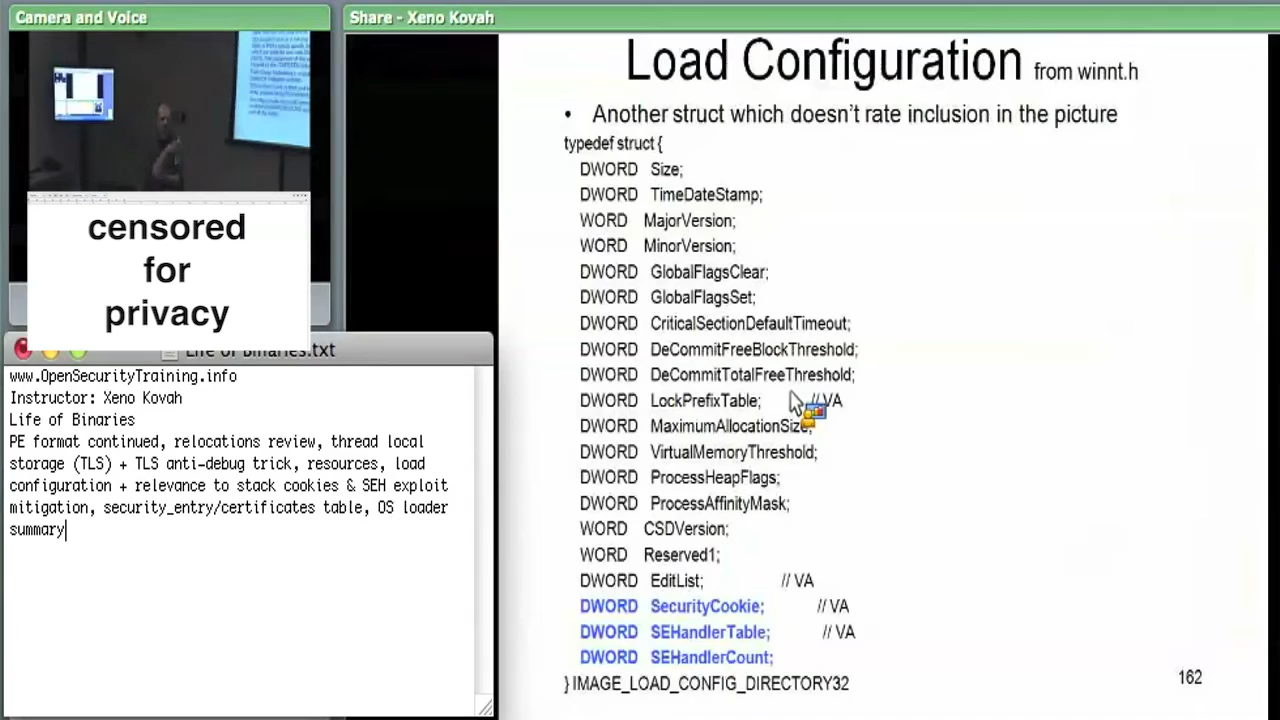 Camera and Voice
Share - Xeno Kovah
censored
for
privacy
Life of Binaries.txt
www.OpenSecurityTraining.info
Instructor: Xeno Kovah
Life of Binaries
PE format continued, relocations review, thread local
storage (TLS) + TLS anti-debug trick, resources, load
configuration + relevance to stack cookies & SEH exploit
mitigation, security_entry/certificates table, OS loader
summary
Load Configuration from winnt.h
• Another struct which doesn't rate inclusion in the picture
typedef struct {
DWORD Size;
DWORD TimeDateStamp;
WORD MajorVersion;
WORD MinorVersion;
DWORD GlobalFlagsClear;
DWORD GlobalFlagsSet;
DWORD CriticalSectionDefaultTimeout;
DWORD DeCommitFreeBlockThreshold;
DWORD DeCommitTotalFreeThreshold;
DWORD LockPrefixTable; // VA
DWORD MaximumAllocationSize;
DWORD VirtualMemoryThreshold;
DWORD ProcessHeapFlags;
DWORD ProcessAffinityMask;
WORD CSDVersion;
WORD Reserved1;
DWORD EditList; // VA
DWORD SecurityCookie; // VA
DWORD SEHandlerTable; // VA
DWORD SEHandlerCount;
} IMAGE_LOAD_CONFIG_DIRECTORY32
162